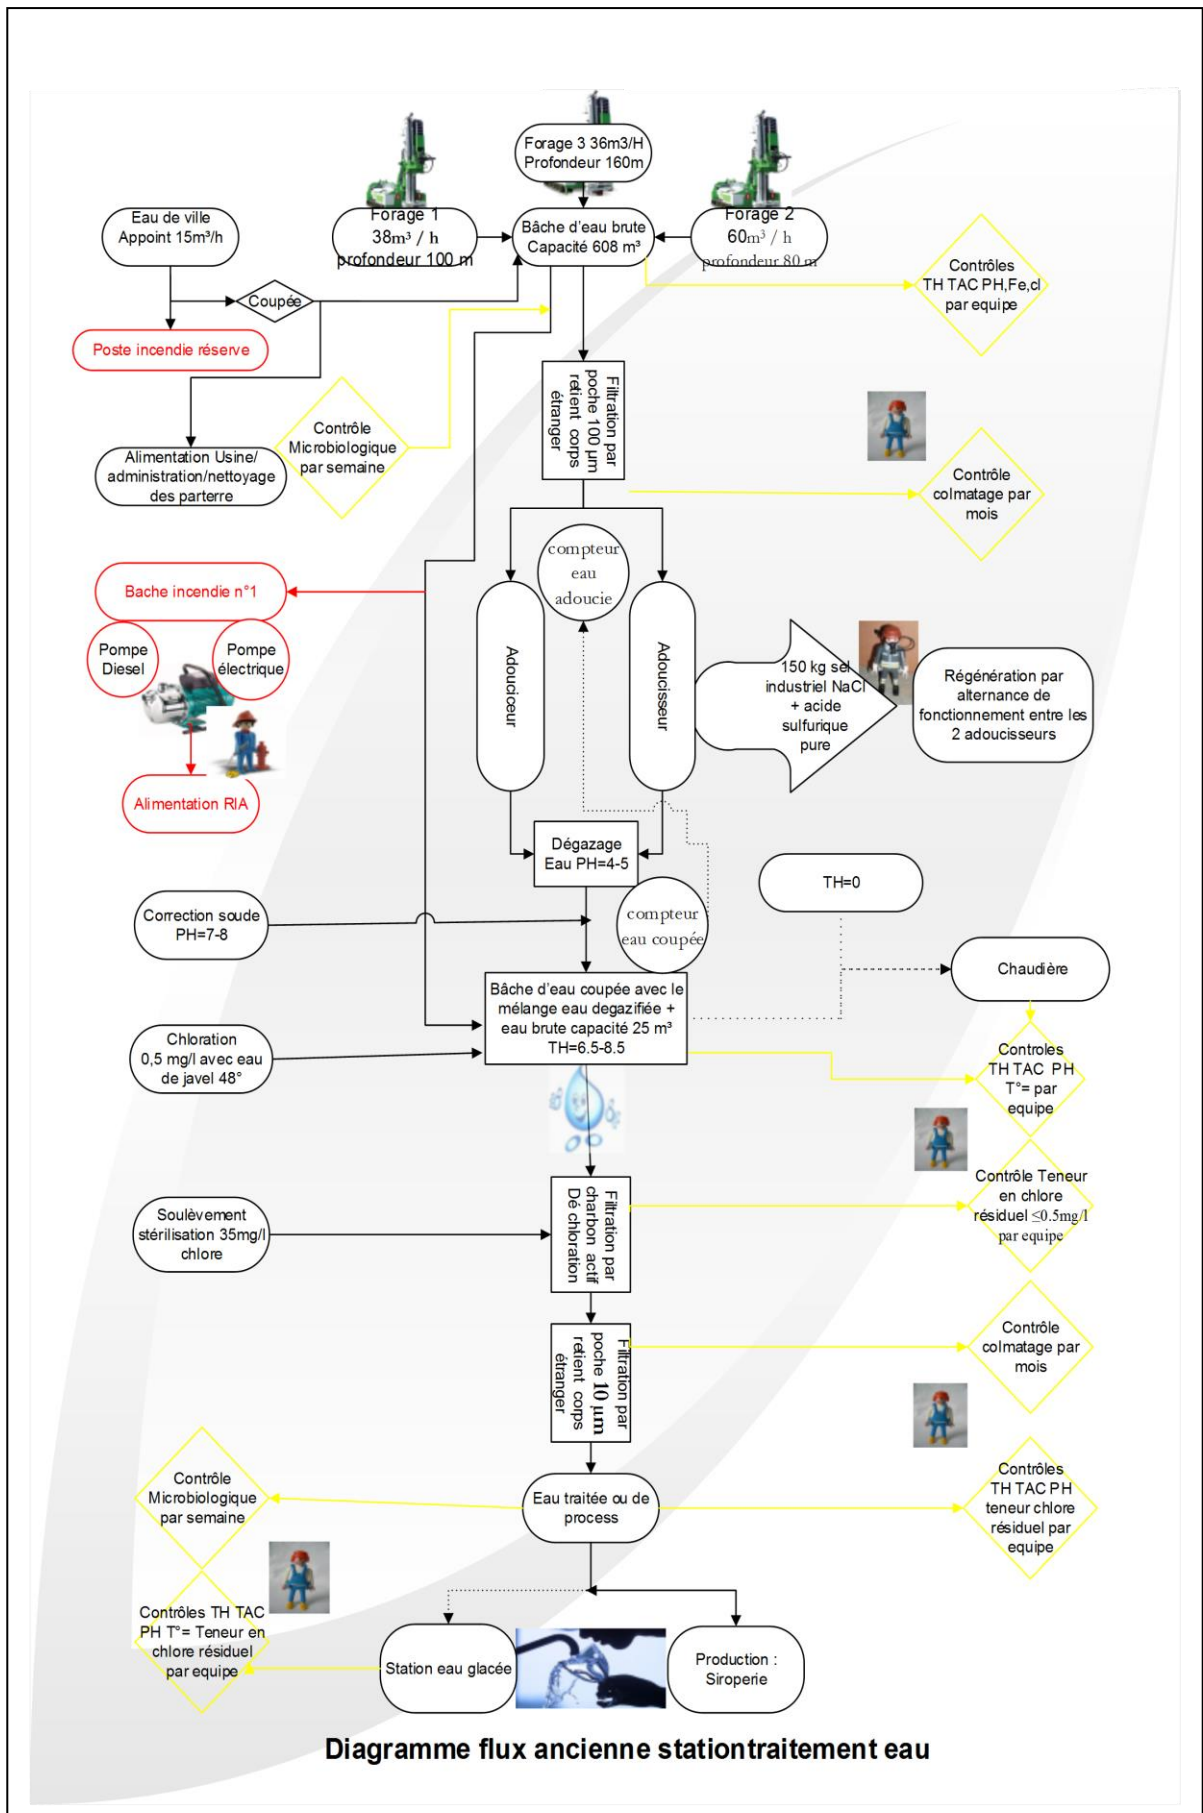 Forage 3 36m3/H
Profondeur 160m
Eau de ville
Appoint 15m³/h
Forage 1
38m³ / h
profondeur 100 m
Bâche d'eau brute
Capacité 608 m³
Forage 2
60m³ / h
profondeur 80 m
Contrôles
TH TAC PH,Fe,cl
par equipe
Coupée
Poste incendie réserve
Filtration par
poche 100 µm
retient corps
étranger
Contrôle
Microbiologique
par semaine
Alimentation Usine/
administration/nettoyage
des parterre
Contrôle
colmatage par
mois
compteur
eau
adoucie
Bache incendie n°1
Pompe
Diesel
Pompe
électrique
Adouciceur
Adoucisseur
150 kg sel
industriel NaCl
+ acide
sulfurique
pure
Régénération par
alternance de
fonctionnement entre les
2 adoucisseurs
Alimentation RIA
Dégazage
Eau PH=4-5
TH=0
Correction soude
PH=7-8
compteur
eau coupée
Chaudière
Bâche d'eau coupée avec le
mélange eau degazifiée +
eau brute capacité 25 m³
TH=6.5-8.5
Chloration
0,5 mg/l avec eau
de javel 48°
Controles
TH TAC PH
T°= par
equipe
Contrôle Teneur
en chlore
résiduel ≤0.5mg/l
par equipe
Soulèvement
stérilisation 35mg/l
chlore
Filtration par
charbon actif
Dé chloration
Filtration par
poche 10 µm
retient corps
étranger
Contrôle
colmatage par
mois
Contrôle
Microbiologique
par semaine
Eau traitée ou de
process
Contrôles
TH TAC PH
teneur chlore
résiduel par
equipe
Contrôles TH TAC
PH T°= Teneur en
chlore résiduel
par equipe
Station eau glacée
Production :
Siroperie
Diagramme flux ancienne stationtraitement eau